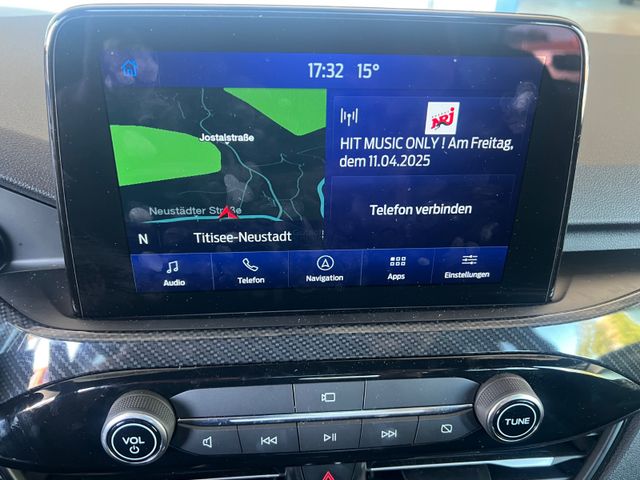 17:32 15°
Jostalstraße
Neustädter Straße
N Titisee-Neustadt
NRJ
HIT MUSIC ONLY ! Am Freitag,
dem 11.04.2025
Telefon verbinden
Audio
Telefon
Navigation
Apps
Einstellungen
VOL
TUNE